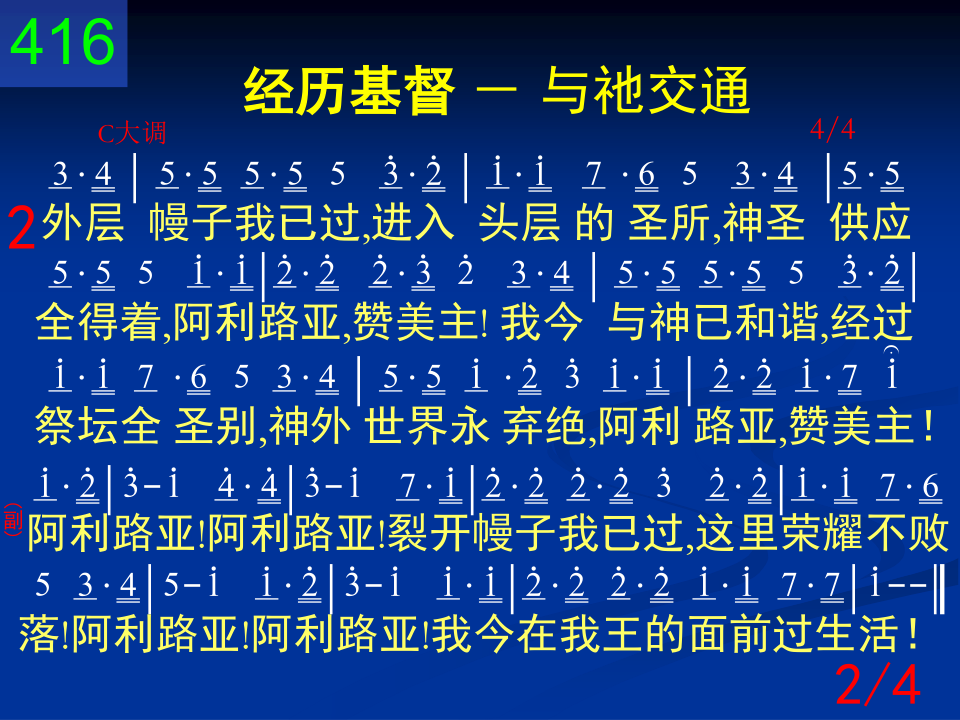 416
经历基督 — 与祂交通
C大调 4/4
3·4 | 5·5 5·5 5 3̇·2̇ | 1̇·1̇ 7·6 5 3·4 | 5·5
2 外层 幔子我已过,进入 头层 的 圣所,神圣 供应
5·5 5 1̇·1̇ | 2̇·2̇ 2̇·3̇ 2̇ 3·4 | 5·5 5·5 5 3̇·2̇ |
全得着,阿利路亚,赞美主! 我今 与神已和谐,经过
1̇·1̇ 7·6 5 3·4 | 5·5 1̇·2̇ 3̇ 1̇·1̇ | 2̇·2̇ 1̇·7 1̇
祭坛全 圣别,神外 世界永 弃绝,阿利 路亚,赞美主!
1̇·2̇ | 3̇–1̇ 4̇·4̇ | 3̇–1̇ 7·1̇ | 2̇·2̇ 2̇·2̇ 3̇ 2̇·2̇ | 1̇·1̇ 7·6
(副) 阿利路亚!阿利路亚!裂开幔子我已过,这里荣耀不败
5 3·4 | 5–1̇ 1̇·2̇ | 3̇–1̇ 1̇·1̇ | 2̇·2̇ 2̇·2̇ 1̇·1̇ 7·7 | 1̇–– ‖
落!阿利路亚!阿利路亚!我今在我王的面前过生活!
2/4